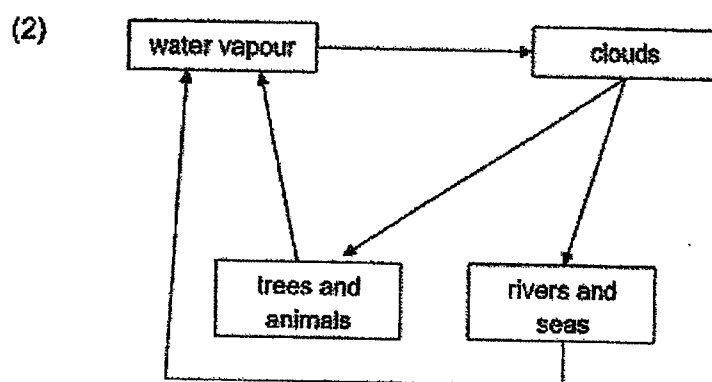 (2)
water vapour
clouds
trees and
animals
rivers and
seas